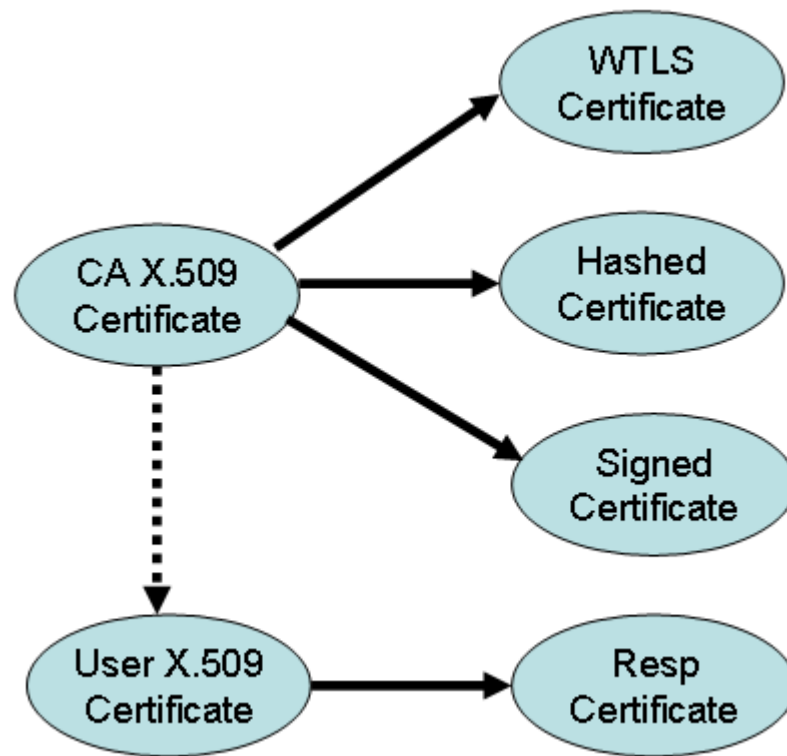 WTLS
Certificate
CA X.509
Certificate
Hashed
Certificate
Signed
Certificate
User X.509
Certificate
Resp
Certificate